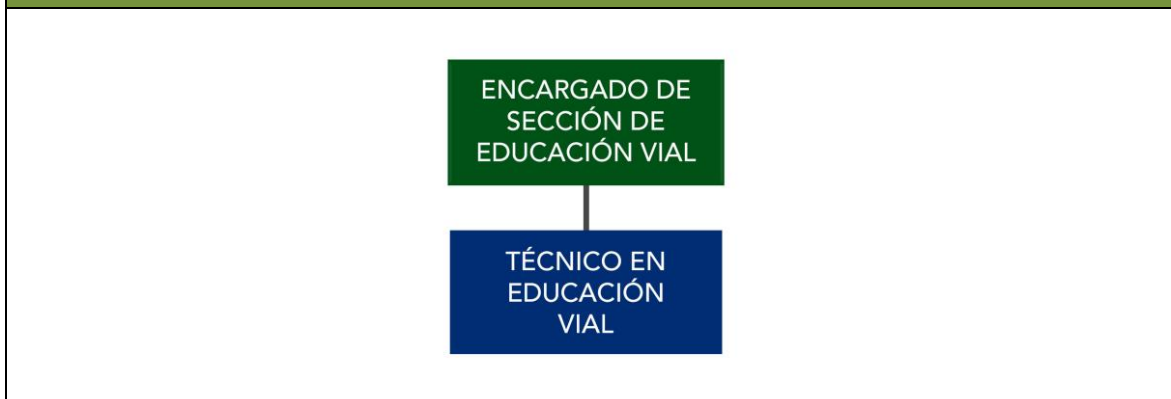 ENCARGADO DE
SECCIÓN DE
EDUCACIÓN VIAL
TÉCNICO EN
EDUCACIÓN
VIAL